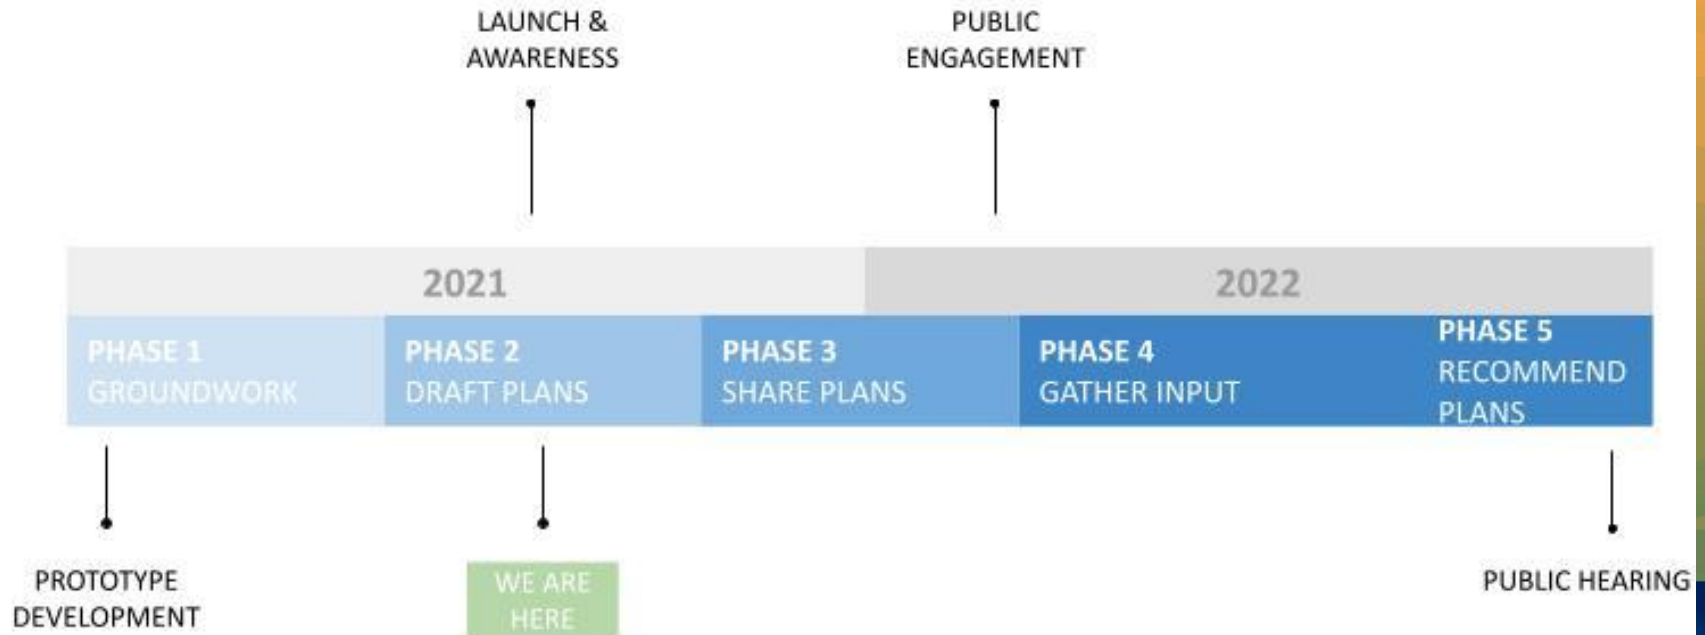 LAUNCH &
AWARENESS
PUBLIC
ENGAGEMENT
2021
2022
PHASE 1
GROUNDWORK
PHASE 2
DRAFT PLANS
PHASE 3
SHARE PLANS
PHASE 4
GATHER INPUT
PHASE 5
RECOMMEND
PLANS
PROTOTYPE
DEVELOPMENT
WE ARE
HERE
PUBLIC HEARING